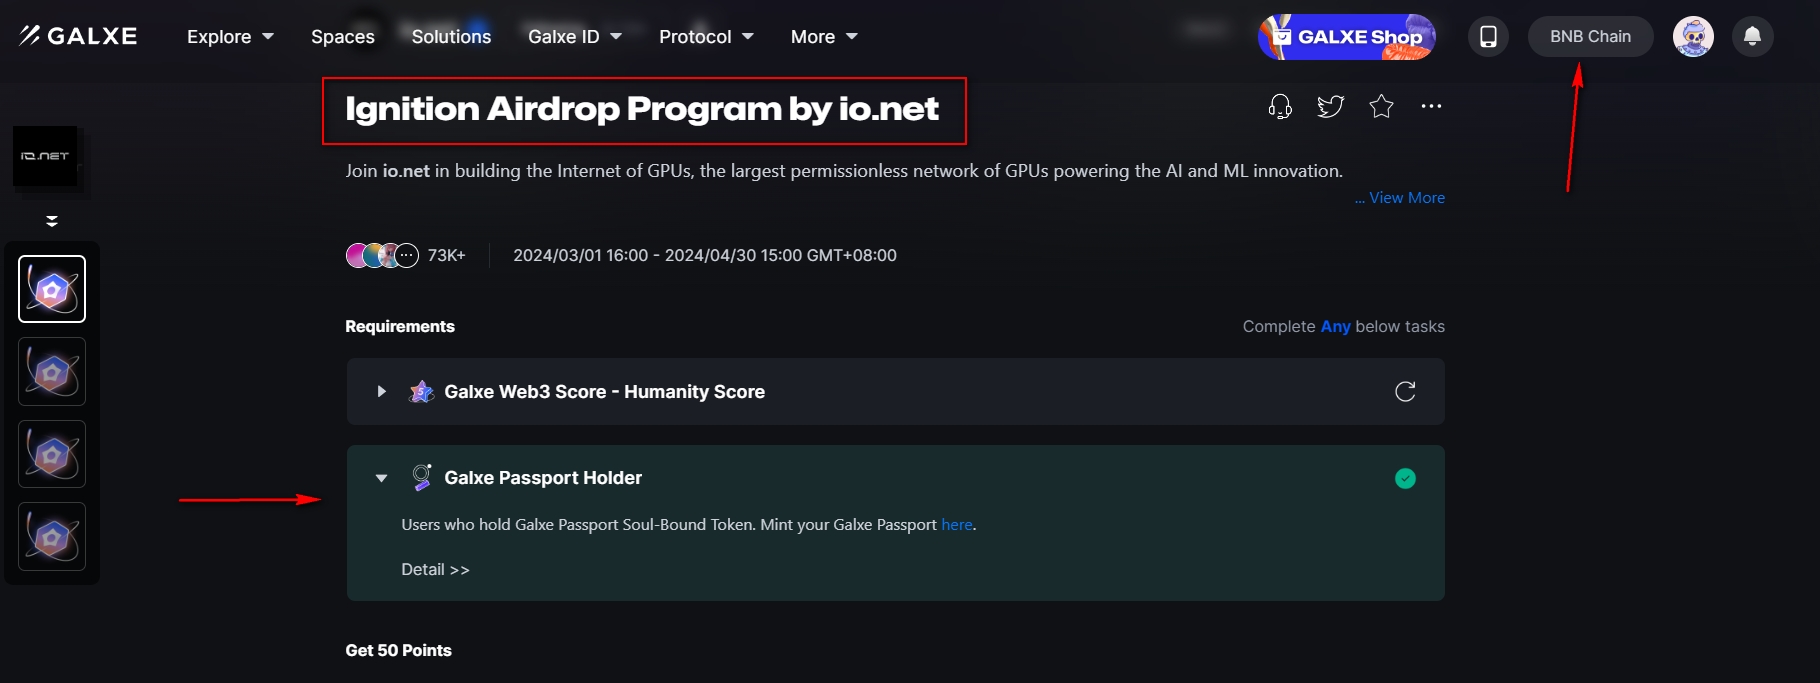 GALXE
Explore
Spaces
Solutions
Galxe ID
Protocol
More
GALXE Shop
BNB Chain
Ignition Airdrop Program by io.net
IO.NET
Join io.net in building the Internet of GPUs, the largest permissionless network of GPUs powering the AI and ML innovation.
... View More
73K+
2024/03/01 16:00 - 2024/04/30 15:00 GMT+08:00
Requirements
Complete Any below tasks
Galxe Web3 Score - Humanity Score
Galxe Passport Holder
Users who hold Galxe Passport Soul-Bound Token. Mint your Galxe Passport here.
Detail >>
Get 50 Points